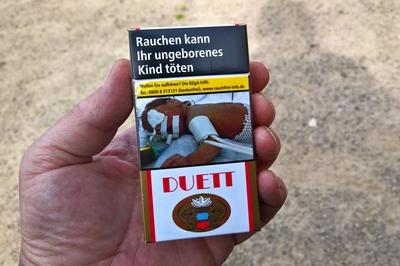 Rauchen kann
Ihr ungeborenes
Kind töten
Wollen Sie aufhören? Die BZgA hilft:
Tel.: 0800 8 313131 (kostenfrei), www.rauchfrei-info.de
DUETT